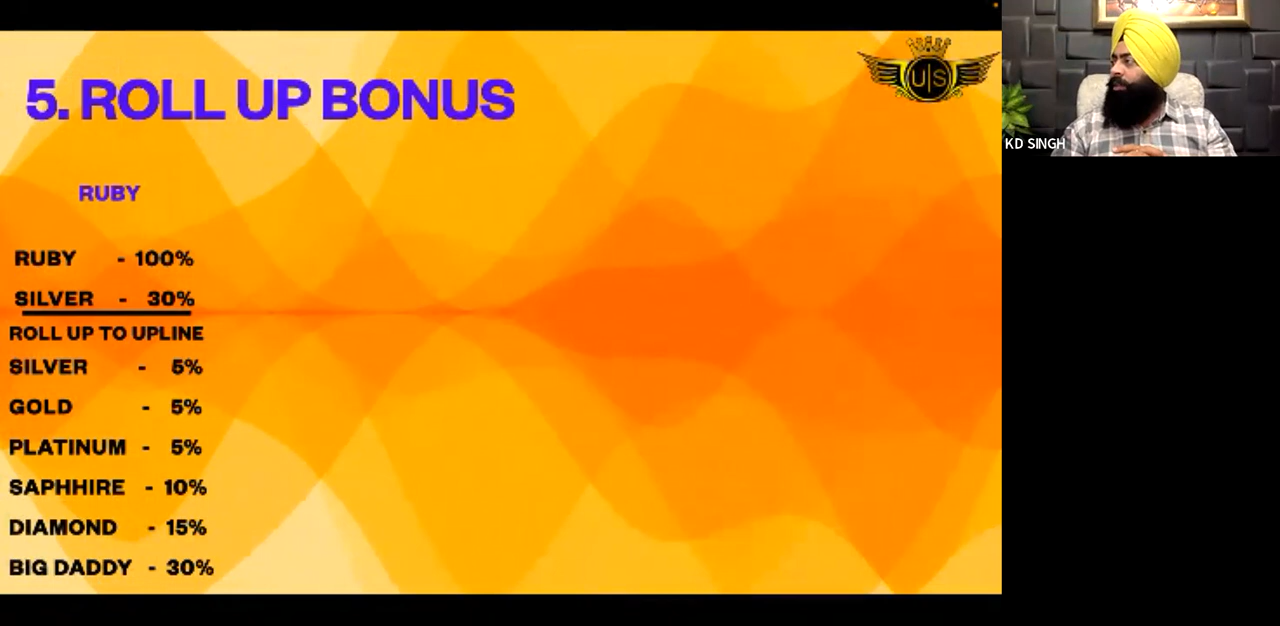 5. ROLL UP BONUS
U|S
KD SINGH
RUBY
RUBY - 100%
SILVER - 30%
ROLL UP TO UPLINE
SILVER - 5%
GOLD - 5%
PLATINUM - 5%
SAPHHIRE - 10%
DIAMOND - 15%
BIG DADDY - 30%